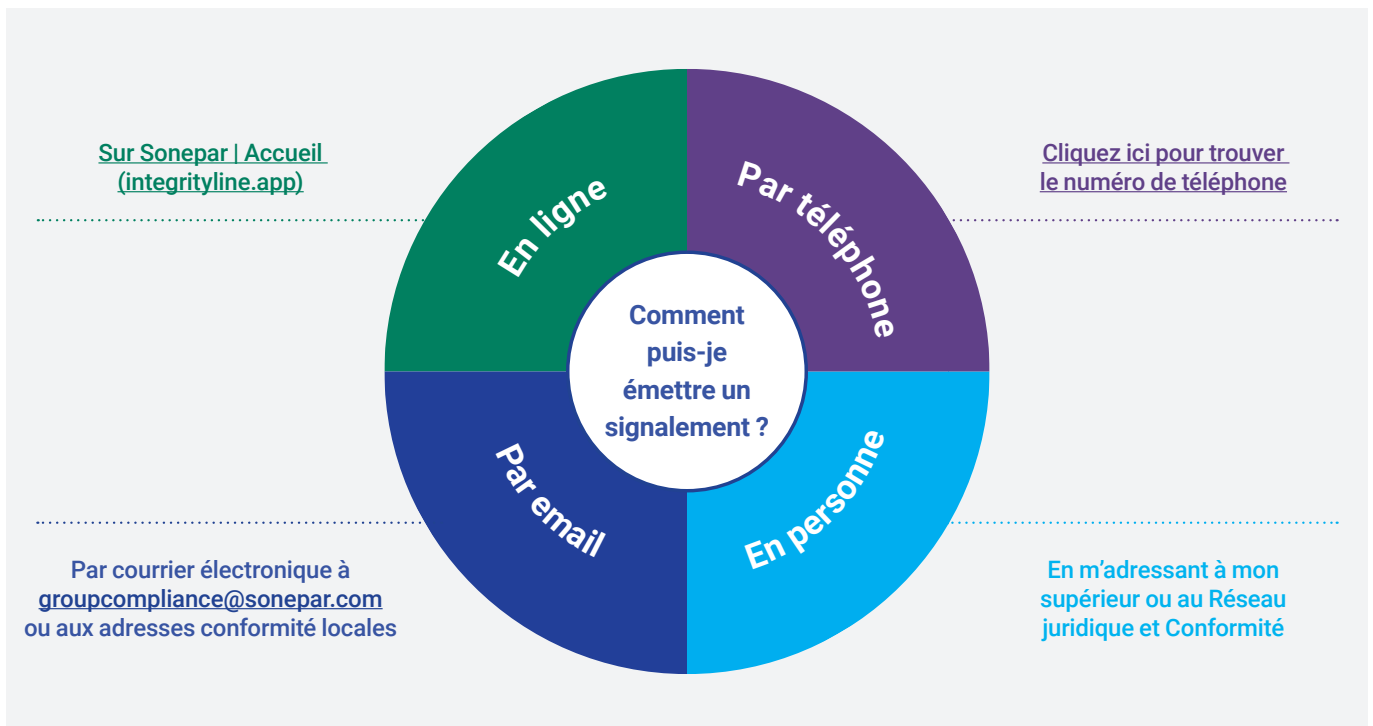 Sur Sonepar | Accueil
(integrityline.app)
En ligne
Par téléphone
Cliquez ici pour trouver
le numéro de téléphone
Comment
puis-je
émettre un
signalement ?
Par email
En personne
Par courrier électronique à
groupcompliance@sonepar.com
ou aux adresses conformité locales
En m’adressant à mon
supérieur ou au Réseau
juridique et Conformité